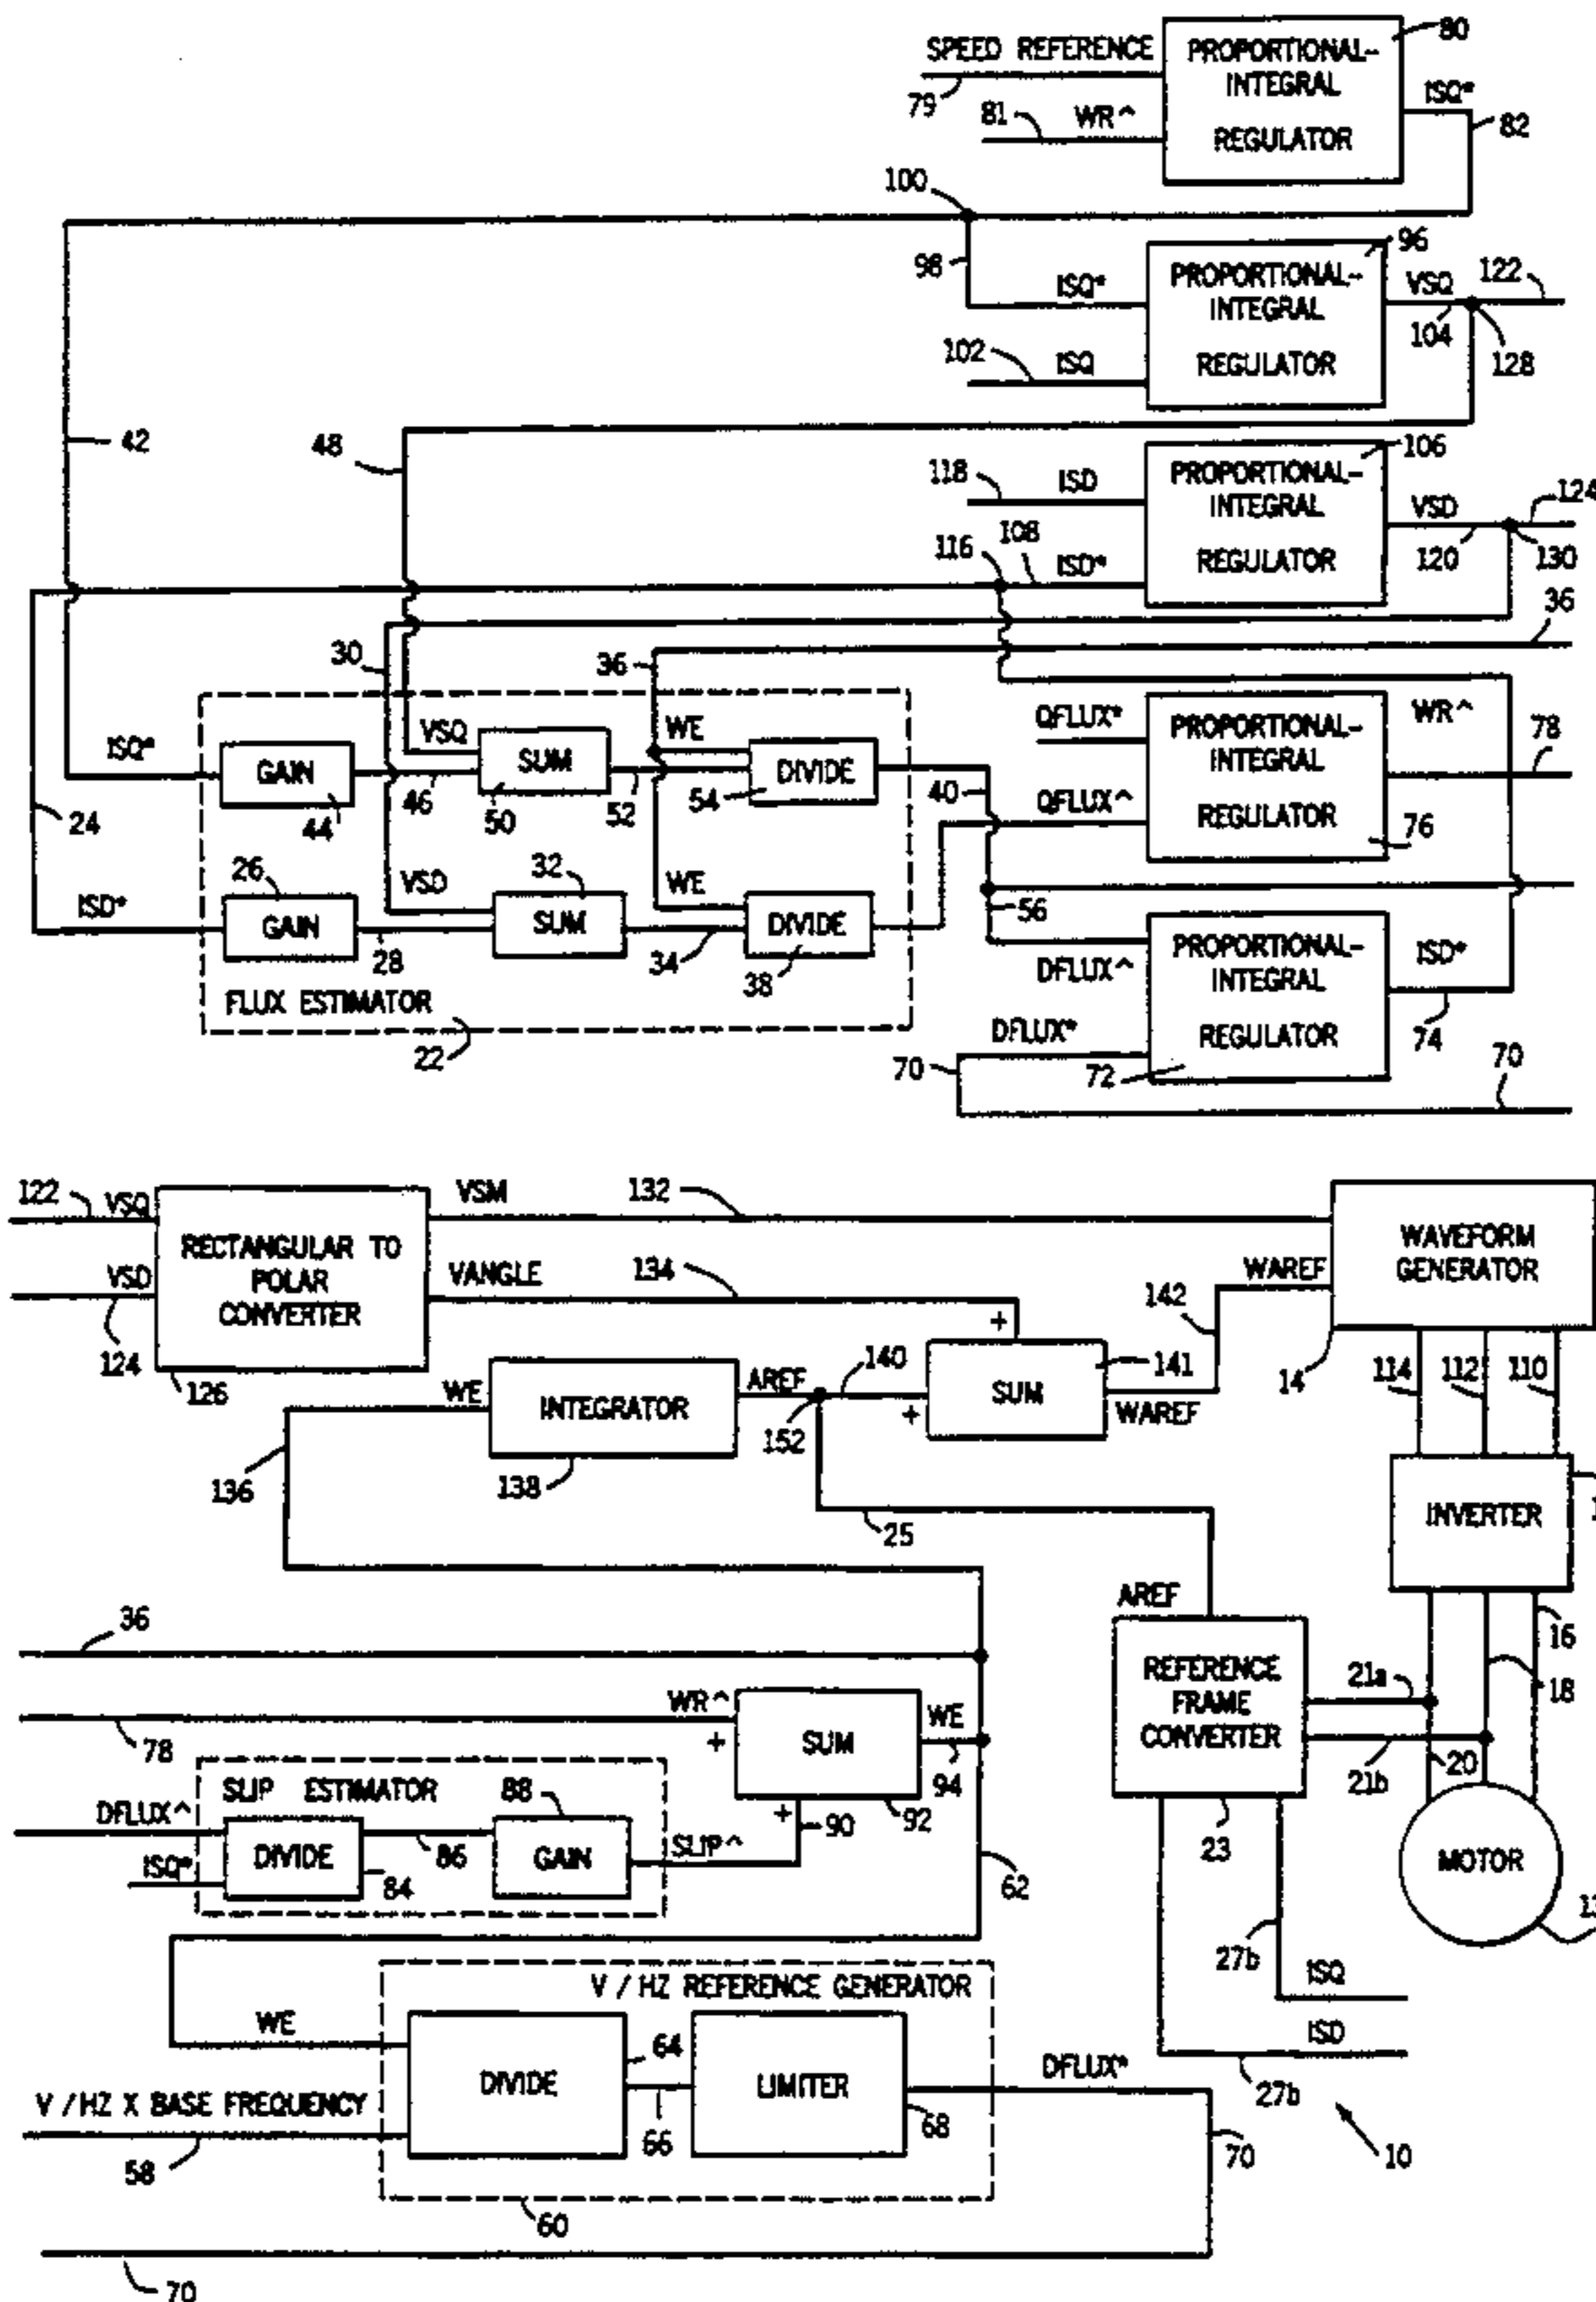 80
SPEED REFERENCE
PROPORTIONAL-
INTEGRAL
REGULATOR
ISQ*
79
81
WR^
82
100
96
98
ISQ*
PROPORTIONAL-
INTEGRAL
REGULATOR
VSQ
122
104
128
102
ISQ
42
48
106
118
ISD
PROPORTIONAL-
INTEGRAL
REGULATOR
VSD
124
116
108
ISD*
120
130
36
30
36
ISQ*
VSQ
WE
QFLUX*
PROPORTIONAL-
INTEGRAL
REGULATOR
WR^
78
GAIN
SUM
DIVIDE
24
44
46
50
52
54
40
QFLUX^
76
26
VSD
32
WE
ISD*
GAIN
SUM
DIVIDE
56
28
34
38
DFLUX^
PROPORTIONAL-
INTEGRAL
REGULATOR
ISD*
FLUX ESTIMATOR
22
DFLUX*
74
70
72
70
122
VSQ
VSM
132
RECTANGULAR TO
POLAR
CONVERTER
WAVEFORM
GENERATOR
VSD
VANGLE
134
WAREF
142
124
126
+
141
14
114
112
110
WE
INTEGRATOR
AREF
140
SUM
WAREF
+
152
136
138
25
INVERTER
AREF
36
16
REFERENCE
FRAME
CONVERTER
21a
18
WR^
SUM
WE
78
+
21b
20
SLIP ESTIMATOR
88
94
DFLUX^
+
90
92
23
DIVIDE
86
GAIN
SLIP^
MOTOR
ISQ*
84
62
27b
ISQ
V / HZ REFERENCE GENERATOR
WE
ISD
64
DIVIDE
LIMITER
DFLUX*
V / HZ X BASE FREQUENCY
66
68
27b
58
70
10
60
70